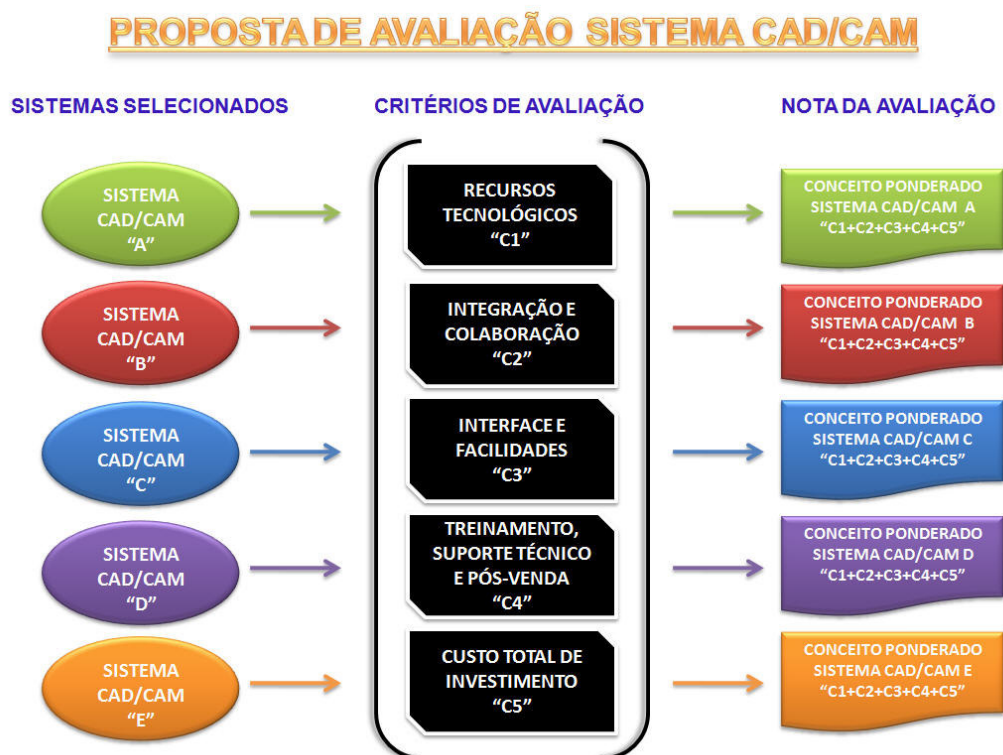 PROPOSTA DE AVALIAÇÃO SISTEMA CAD/CAM
SISTEMAS SELECIONADOS
CRITÉRIOS DE AVALIAÇÃO
NOTA DA AVALIAÇÃO
SISTEMA
CAD/CAM
“A”
RECURSOS
TECNOLÓGICOS
“C1”
CONCEITO PONDERADO
SISTEMA CAD/CAM A
“C1+C2+C3+C4+C5”
SISTEMA
CAD/CAM
“B”
INTEGRAÇÃO E
COLABORAÇÃO
“C2”
CONCEITO PONDERADO
SISTEMA CAD/CAM B
“C1+C2+C3+C4+C5”
SISTEMA
CAD/CAM
“C”
INTERFACE E
FACILIDADES
“C3”
CONCEITO PONDERADO
SISTEMA CAD/CAM C
“C1+C2+C3+C4+C5”
SISTEMA
CAD/CAM
“D”
TREINAMENTO,
SUPORTE TÉCNICO
E PÓS-VENDA
“C4”
CONCEITO PONDERADO
SISTEMA CAD/CAM D
“C1+C2+C3+C4+C5”
SISTEMA
CAD/CAM
“E”
CUSTO TOTAL DE
INVESTIMENTO
“C5”
CONCEITO PONDERADO
SISTEMA CAD/CAM E
“C1+C2+C3+C4+C5”